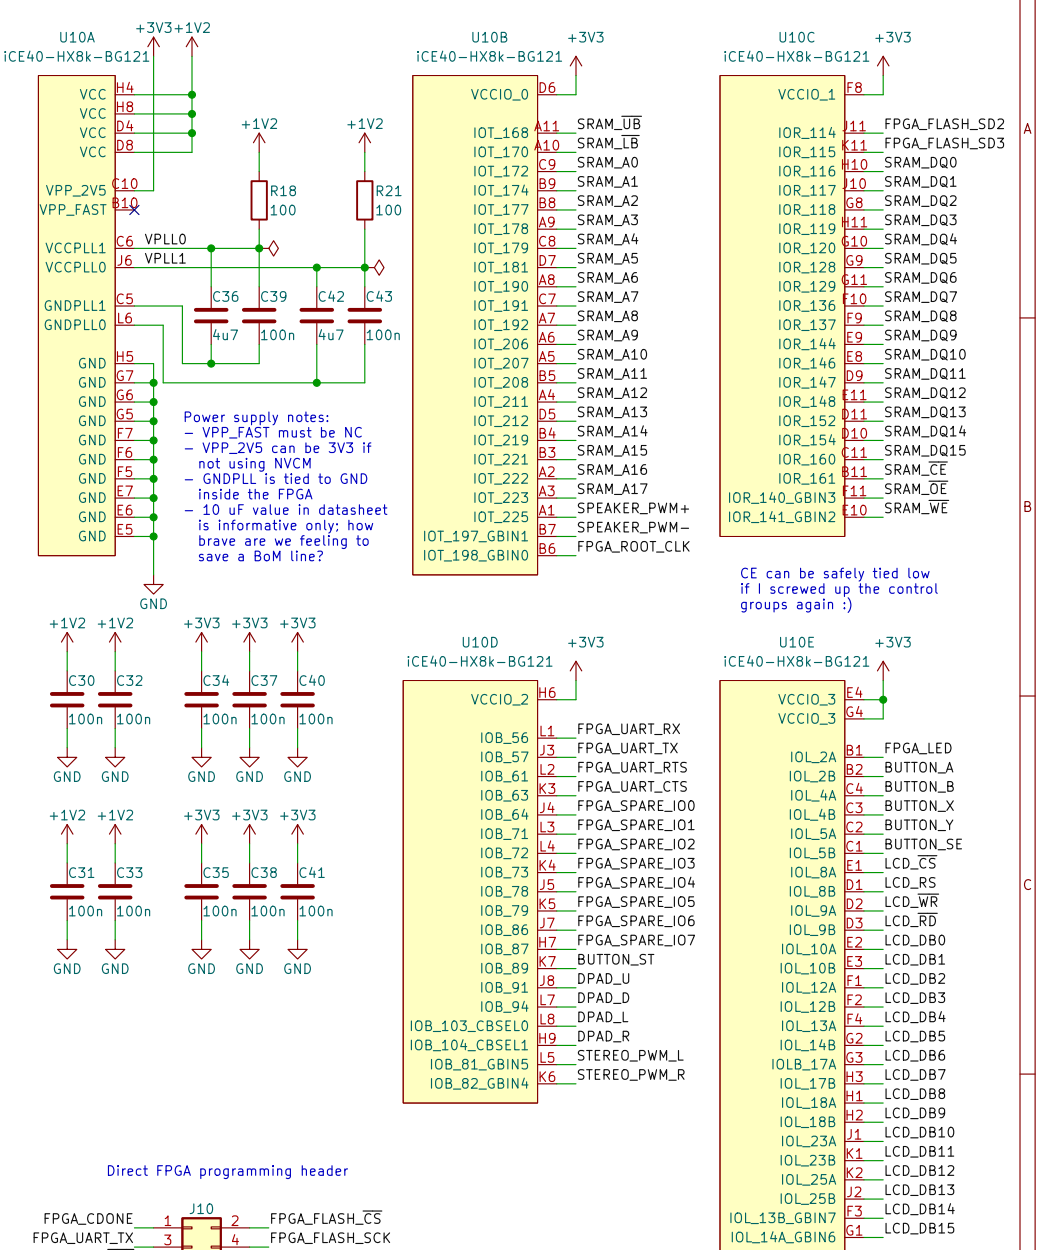 U10A
iCE40-HX8k-BG121
+3V3
+1V2
VCC H4
VCC H8
VCC D4
VCC D8
VPP_2V5 C10
VPP_FAST B10
VCCPLL1 C6 VPLL0
VCCPLL0 J6 VPLL1
GNDPLL1 C5
GNDPLL0 L6
GND H5
GND G7
GND G6
GND G5
GND F7
GND F6
GND F5
GND E7
GND E6
GND E5
GND
+1V2
R18
100
+1V2
R21
100
C36
4u7
C39
100n
C42
4u7
C43
100n
Power supply notes:
- VPP_FAST must be NC
- VPP_2V5 can be 3V3 if
not using NVCM
- GNDPLL is tied to GND
inside the FPGA
- 10 uF value in datasheet
is informative only; how
brave are we feeling to
save a BoM line?
+1V2 +1V2 +3V3 +3V3 +3V3
C30 C32 C34 C37 C40
100n 100n 100n 100n 100n
GND GND GND GND GND
+1V2 +1V2 +3V3 +3V3 +3V3
C31 C33 C35 C38 C41
100n 100n 100n 100n 100n
GND GND GND GND GND
U10B
iCE40-HX8k-BG121
+3V3
VCCIO_0 D6
IOT_168 A11 SRAM_UB
IOT_170 A10 SRAM_LB
IOT_172 C9 SRAM_A0
IOT_174 B9 SRAM_A1
IOT_177 B8 SRAM_A2
IOT_178 A9 SRAM_A3
IOT_179 C8 SRAM_A4
IOT_181 D7 SRAM_A5
IOT_190 A8 SRAM_A6
IOT_191 C7 SRAM_A7
IOT_192 A7 SRAM_A8
IOT_206 A6 SRAM_A9
IOT_207 A5 SRAM_A10
IOT_208 B5 SRAM_A11
IOT_211 A4 SRAM_A12
IOT_212 D5 SRAM_A13
IOT_219 B4 SRAM_A14
IOT_221 B3 SRAM_A15
IOT_222 A2 SRAM_A16
IOT_223 A3 SRAM_A17
IOT_225 A1 SPEAKER_PWM+
IOT_197_GBIN1 B7 SPEAKER_PWM-
IOT_198_GBIN0 B6 FPGA_ROOT_CLK
U10C
iCE40-HX8k-BG121
+3V3
VCCIO_1 F8
IOR_114 J11 FPGA_FLASH_SD2
IOR_115 K11 FPGA_FLASH_SD3
IOR_116 H10 SRAM_DQ0
IOR_117 J10 SRAM_DQ1
IOR_118 G8 SRAM_DQ2
IOR_119 H11 SRAM_DQ3
IOR_120 G10 SRAM_DQ4
IOR_128 G9 SRAM_DQ5
IOR_129 G11 SRAM_DQ6
IOR_136 F10 SRAM_DQ7
IOR_137 F9 SRAM_DQ8
IOR_144 E9 SRAM_DQ9
IOR_146 E8 SRAM_DQ10
IOR_147 D9 SRAM_DQ11
IOR_148 E11 SRAM_DQ12
IOR_152 D11 SRAM_DQ13
IOR_154 D10 SRAM_DQ14
IOR_160 C11 SRAM_DQ15
IOR_161 B11 SRAM_CE
IOR_140_GBIN3 F11 SRAM_OE
IOR_141_GBIN2 E10 SRAM_WE
CE can be safely tied low
if I screwed up the control
groups again :)
U10D
iCE40-HX8k-BG121
+3V3
VCCIO_2 H6
IOB_56 L1 FPGA_UART_RX
IOB_57 J3 FPGA_UART_TX
IOB_61 L2 FPGA_UART_RTS
IOB_63 K3 FPGA_UART_CTS
IOB_64 J4 FPGA_SPARE_IO0
IOB_71 L3 FPGA_SPARE_IO1
IOB_72 L4 FPGA_SPARE_IO2
IOB_73 K4 FPGA_SPARE_IO3
IOB_78 J5 FPGA_SPARE_IO4
IOB_79 K5 FPGA_SPARE_IO5
IOB_86 J7 FPGA_SPARE_IO6
IOB_87 H7 FPGA_SPARE_IO7
IOB_89 K7 BUTTON_ST
IOB_91 J8 DPAD_U
IOB_94 L7 DPAD_D
IOB_103_CBSEL0 L8 DPAD_L
IOB_104_CBSEL1 H9 DPAD_R
IOB_81_GBIN5 L5 STEREO_PWM_L
IOB_82_GBIN4 K6 STEREO_PWM_R
U10E
iCE40-HX8k-BG121
+3V3
VCCIO_3 E4
VCCIO_3 G4
IOL_2A B1 FPGA_LED
IOL_2B B2 BUTTON_A
IOL_4A C4 BUTTON_B
IOL_4B C3 BUTTON_X
IOL_5A C2 BUTTON_Y
IOL_5B C1 BUTTON_SE
IOL_8A E1 LCD_CS
IOL_8B D1 LCD_RS
IOL_9A D2 LCD_WR
IOL_9B D3 LCD_RD
IOL_10A E2 LCD_DB0
IOL_10B E3 LCD_DB1
IOL_12A F1 LCD_DB2
IOL_12B F2 LCD_DB3
IOL_13A F4 LCD_DB4
IOL_14B G2 LCD_DB5
IOLB_17A G3 LCD_DB6
IOL_17B H3 LCD_DB7
IOL_18A H1 LCD_DB8
IOL_18B H2 LCD_DB9
IOL_23A J1 LCD_DB10
IOL_23B K1 LCD_DB11
IOL_25A K2 LCD_DB12
IOL_25B J2 LCD_DB13
IOL_13B_GBIN7 F3 LCD_DB14
IOL_14A_GBIN6 G1 LCD_DB15
Direct FPGA programming header
J10
FPGA_CDONE 1 2 FPGA_FLASH_CS
FPGA_UART_TX 3 4 FPGA_FLASH_SCK
A
B
C